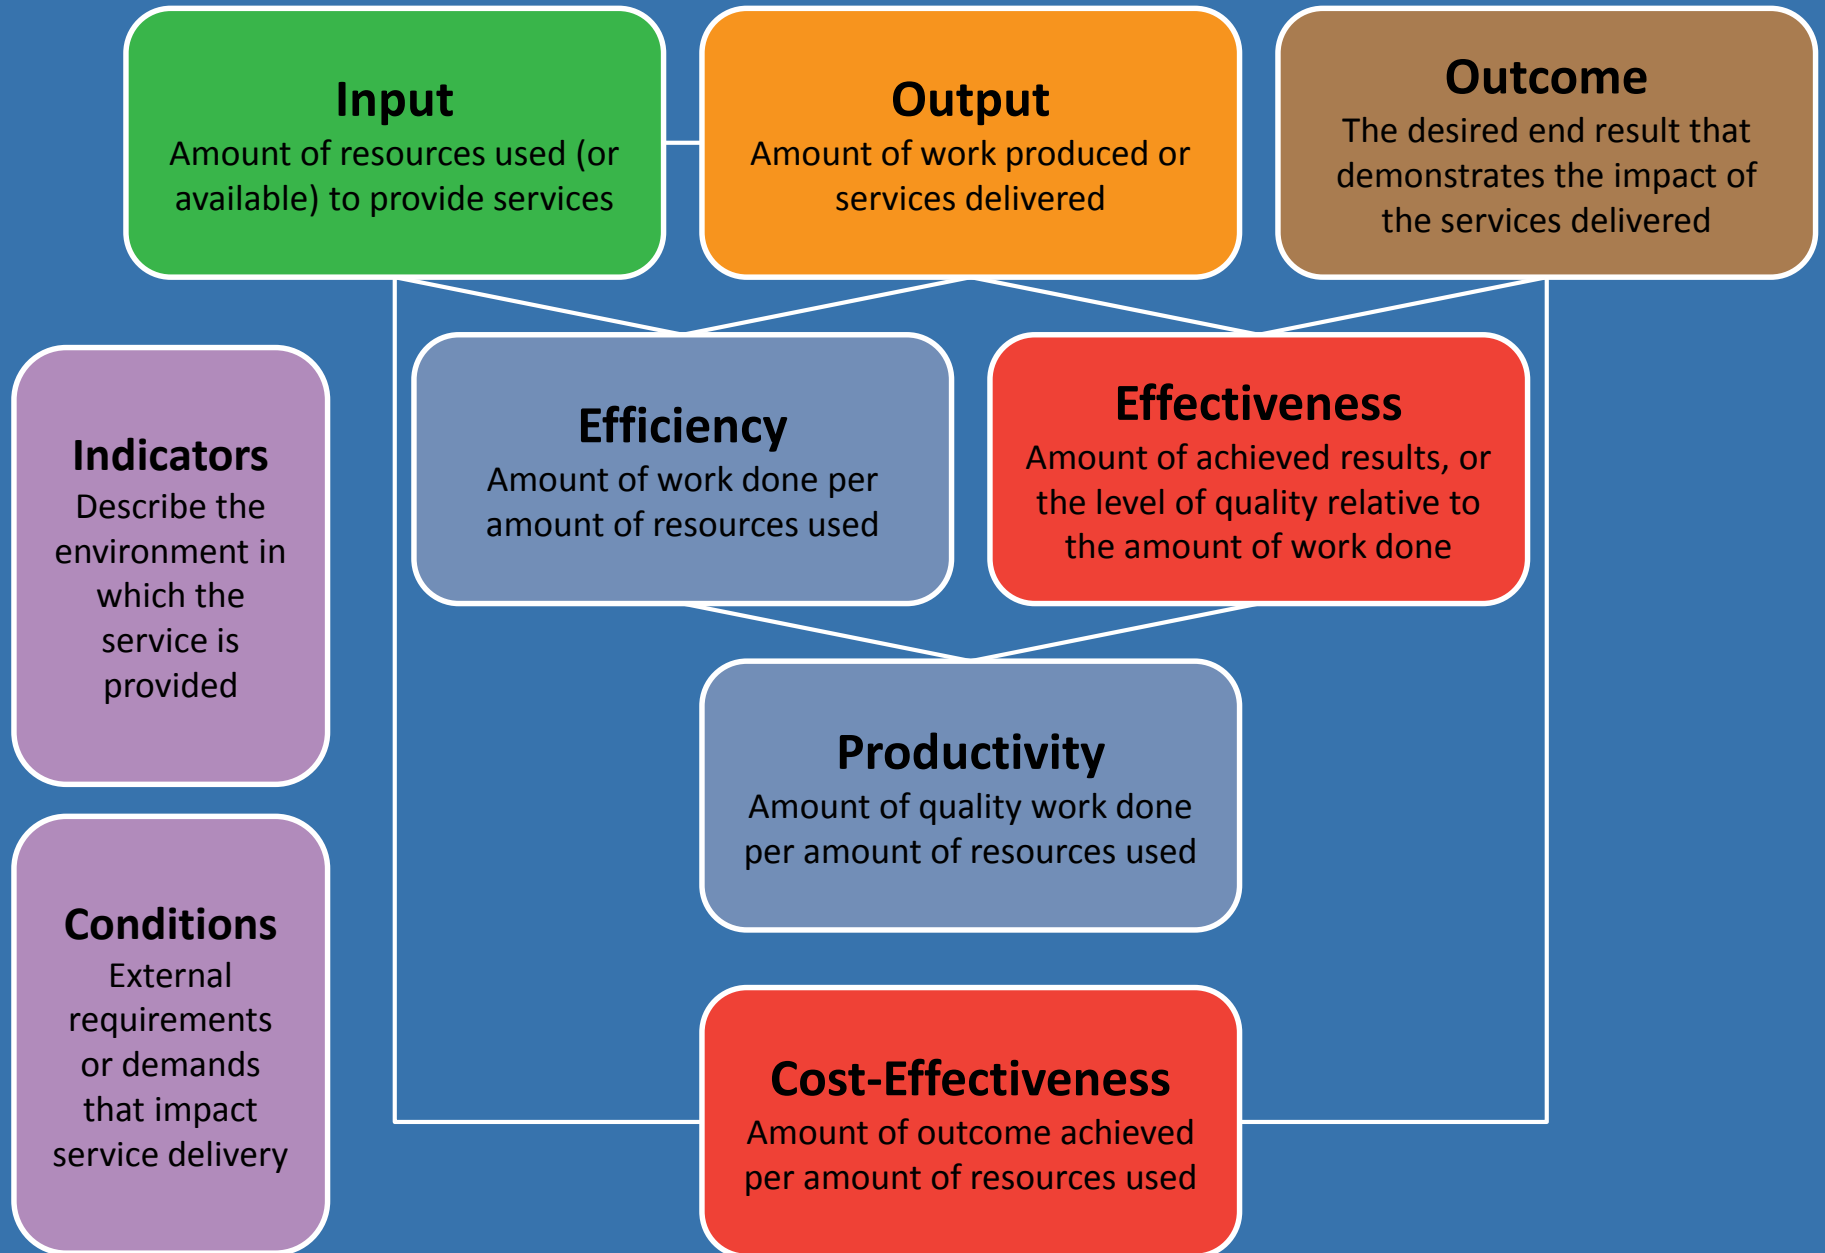 Input
Amount of resources used (or
available) to provide services
Output
Amount of work produced or
services delivered
Outcome
The desired end result that
demonstrates the impact of
the services delivered
Indicators
Describe the
environment in
which the
service is
provided
Efficiency
Amount of work done per
amount of resources used
Effectiveness
Amount of achieved results, or
the level of quality relative to
the amount of work done
Productivity
Amount of quality work done
per amount of resources used
Conditions
External
requirements
or demands
that impact
service delivery
Cost-Effectiveness
Amount of outcome achieved
per amount of resources used